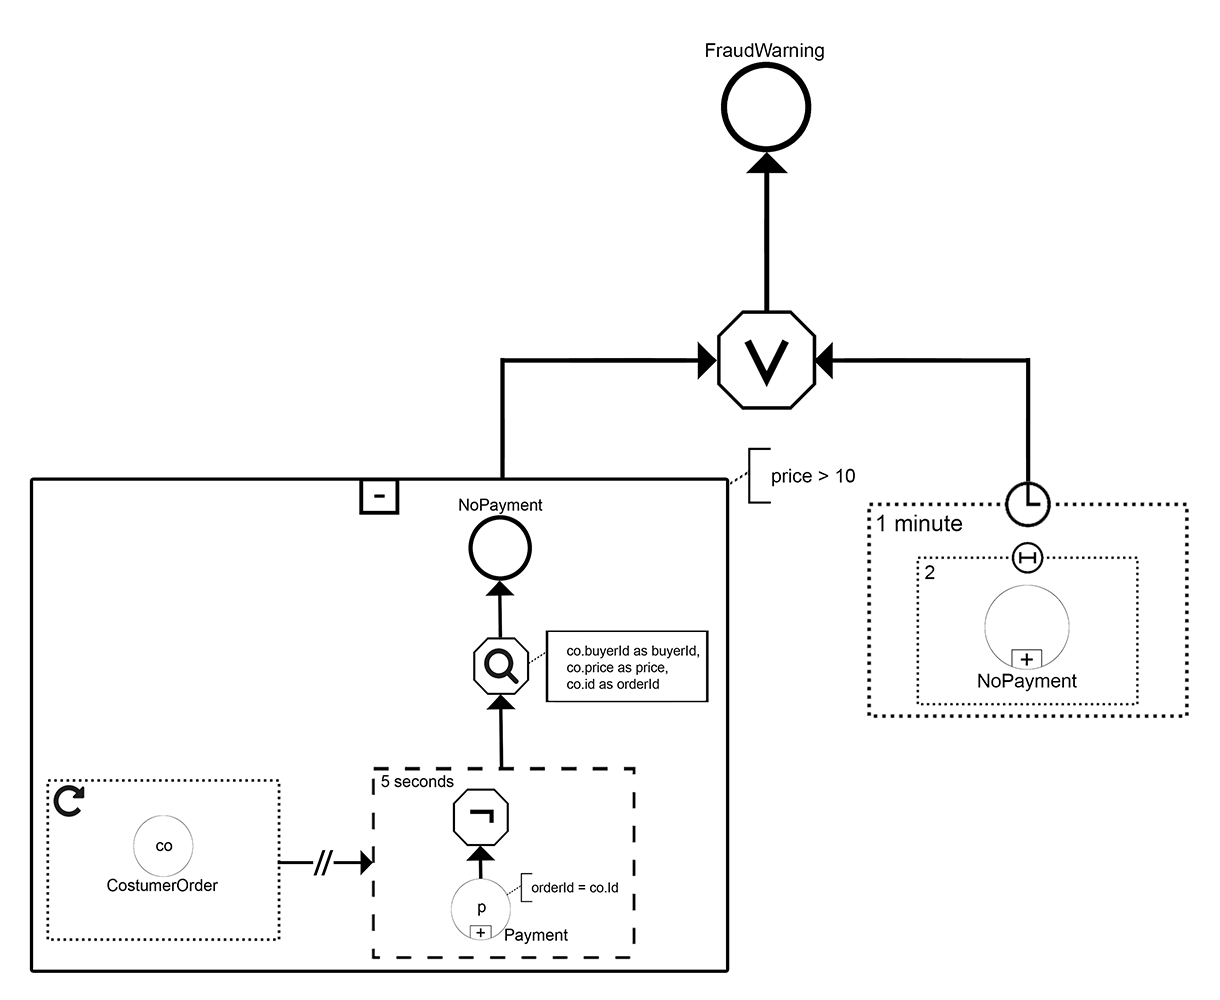 FraudWarning
price > 10
NoPayment
1 minute
2
+
NoPayment
co.buyerId as buyerId,
co.price as price,
co.id as orderId
5 seconds
co
CostumerOrder
//
orderId = co.Id
p
+
Payment